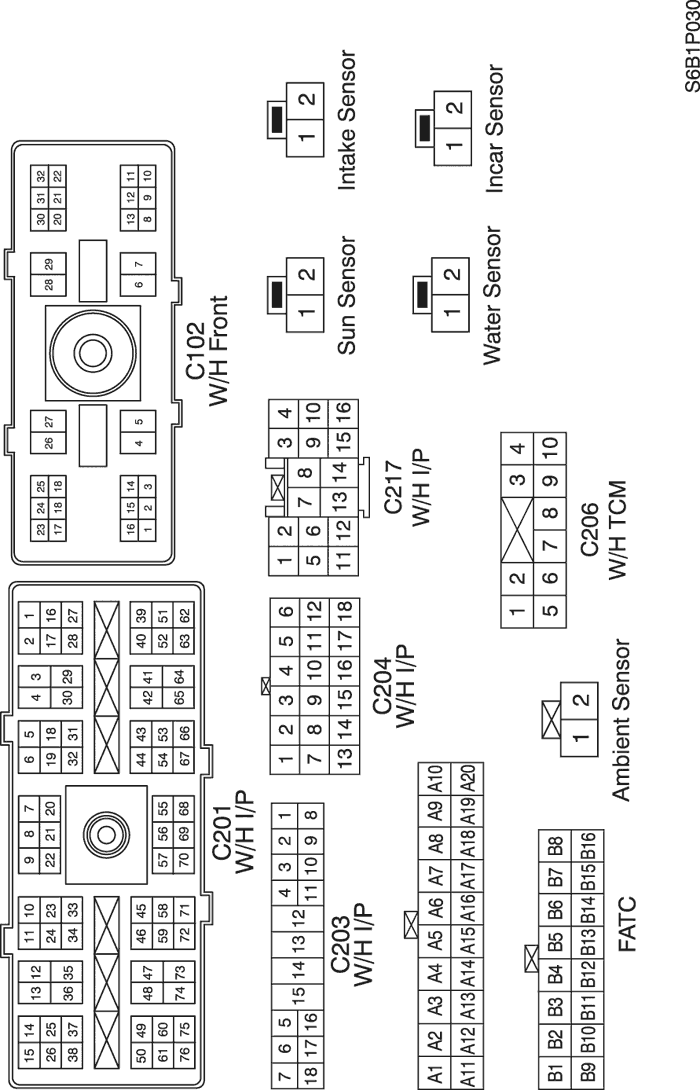 15 14 13 12 11 10 9 8 7 6 5 4 3 2 1
26 25 36 35 24 23 22 21 20 19 18 30 29 17 16
38 37 34 33 32 31 28 27
50 49 48 47 46 45 57 56 55 44 43 42 41 40 39
61 60 74 73 59 58 70 69 68 54 53 65 64 52 51
76 75 72 71 67 66 63 62
C201
W/H I/P
23 24 25 26 27 28 29 30 31 32
17 18 18 20 21 22
16 15 14 4 5 6 7 13 12 11
1 2 3 8 9 10
C102
W/H Front
7 6 5 15 14 13 12 4 3 2 1
18 17 16 11 10 9 8
C203
W/H I/P
1 2 3 4 5 6
7 8 9 10 11 12
13 14 15 16 17 18
C204
W/H I/P
1 2 3 4
5 6 7 8 9 10
11 12 13 14 15 16
C217
W/H I/P
1 2
Sun Sensor
1 2
Intake Sensor
A1 A2 A3 A4 A5 A6 A7 A8 A9 A10
A11 A12 A13 A14 A15 A16 A17 A18 A19 A20
1 2
Water Sensor
1 2
Incar Sensor
B1 B2 B3 B4 B5 B6 B7 B8
B9 B10 B11 B12 B13 B14 B15 B16
FATC
1 2
Ambient Sensor
1 2 3 4
5 6 7 8 9 10
C206
W/H TCM
S6B1P030